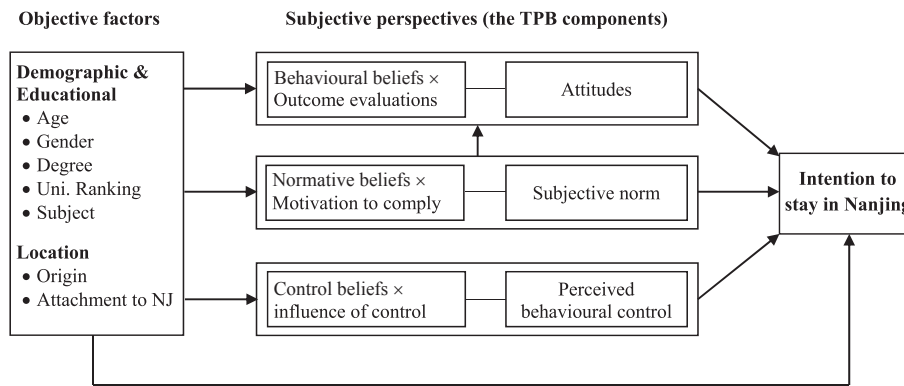 Objective factors
Subjective perspectives (the TPB components)
Demographic &
Educational
• Age
• Gender
• Degree
• Uni. Ranking
• Subject
Location
• Origin
• Attachment to NJ
Behavioural beliefs ×
Outcome evaluations
Attitudes
Normative beliefs ×
Motivation to comply
Subjective norm
Control beliefs ×
influence of control
Perceived
behavioural control
Intention to
stay in Nanjing